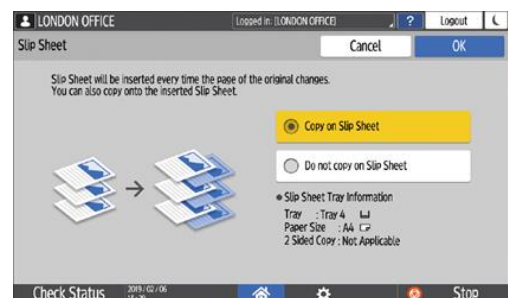 LONDON OFFICE
Logged in: [LONDON OFFICE]
?
Logout
Slip Sheet
Cancel
OK
Slip Sheet will be inserted every time the page of the original changes.
You can also copy onto the inserted Slip Sheet.
Copy on Slip Sheet
Do not copy on Slip Sheet
Slip Sheet Tray Information
Tray : Tray 4
Paper Size : A4
2 Sided Copy : Not Applicable
Check Status
2019/02/06
Stop